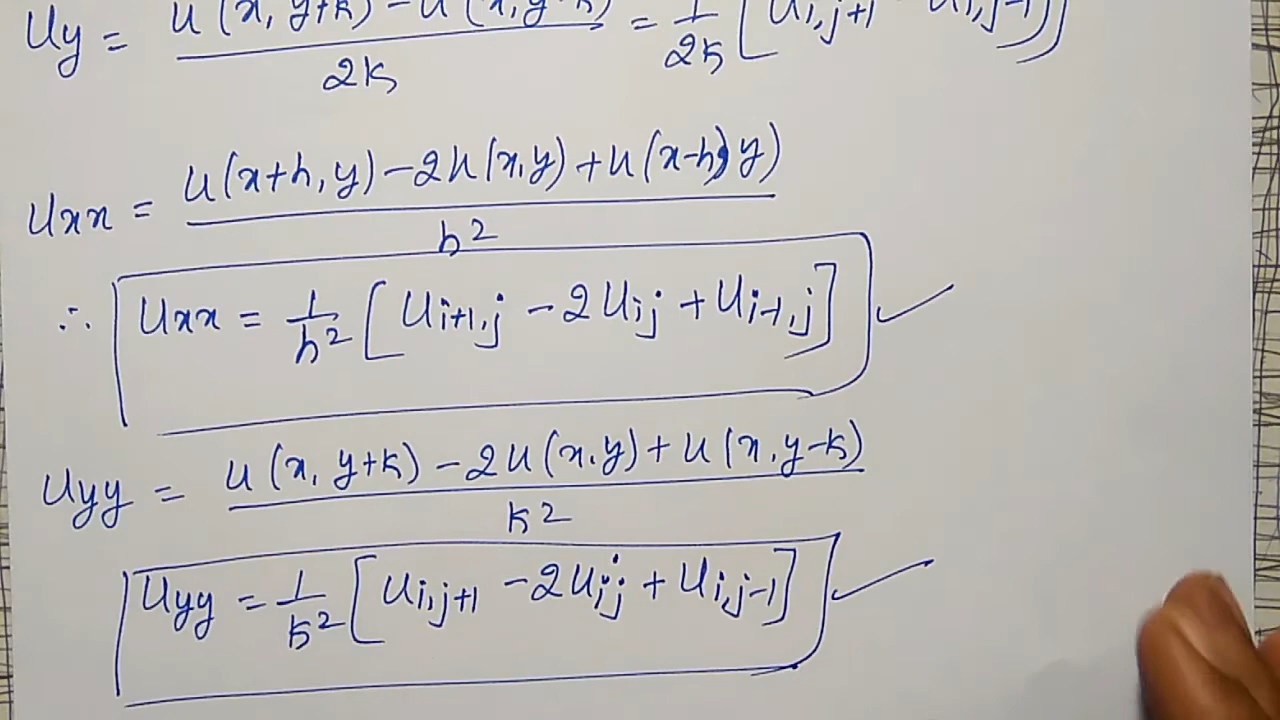 Uy = u(x, y+k) - u(x, y-k) / 2k = 1/2k [Ui,j+1 - Ui,j-1]
Uxx = u(x+h, y) - 2u(x,y) + u(x-h, y) / h²
∴ Uxx = 1/h² [Ui+1,j - 2Uij + Ui-1,j]
Uyy = u(x, y+k) - 2u(x,y) + u(x, y-k) / k²
Uyy = 1/k² [Ui,j+1 - 2Ui,j + Ui,j-1]